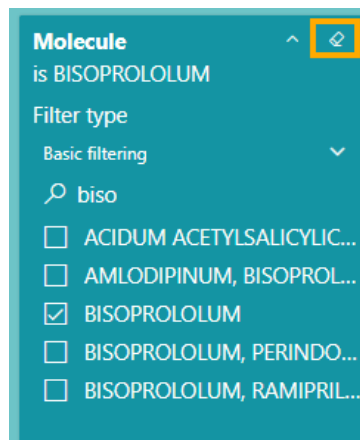 Molecule
is BISOPROLOLUM
Filter type
Basic filtering
biso
ACIDUM ACETYLSALICYLIC...
AMLODIPINUM, BISOPROL...
BISOPROLOLUM
BISOPROLOLUM, PERINDO...
BISOPROLOLUM, RAMIPRIL...